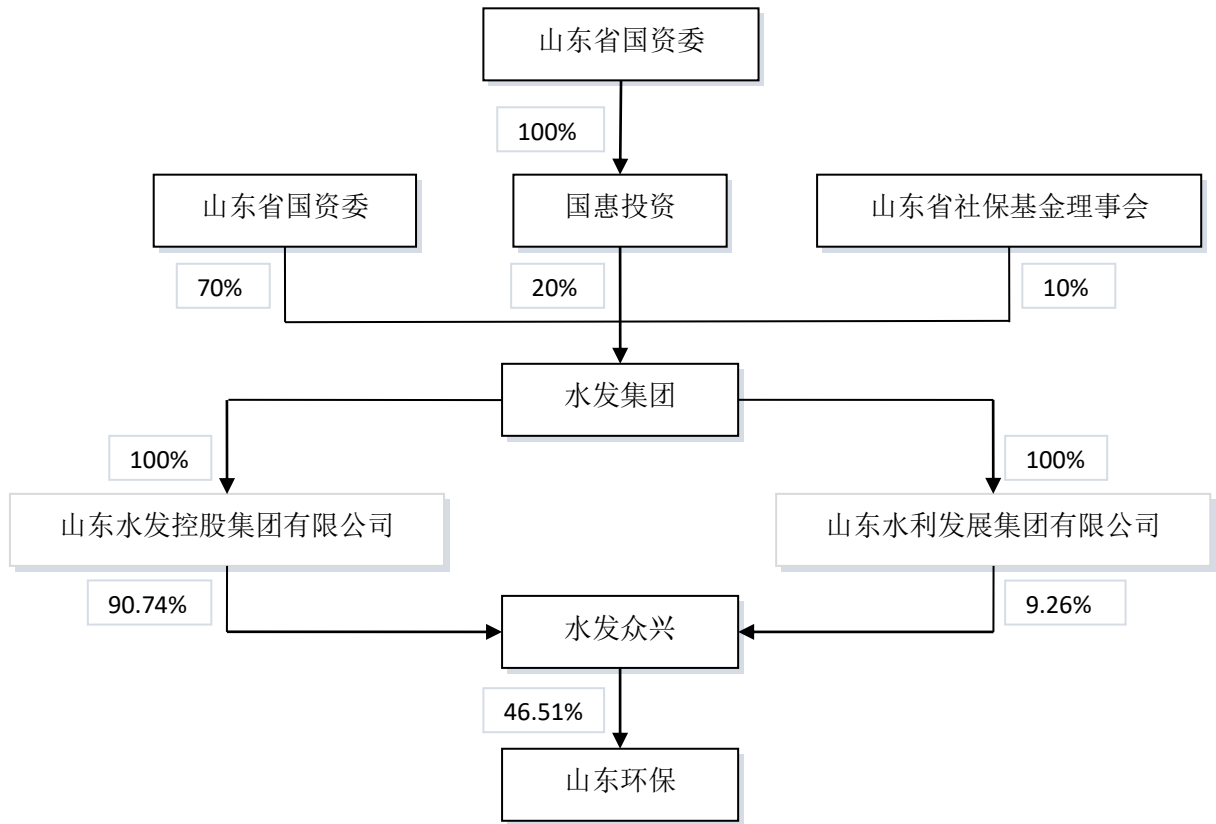 山东省国资委
100%
山东省国资委
国惠投资
山东省社保基金理事会
70%
20%
10%
水发集团
100%
100%
山东水发控股集团有限公司
山东水利发展集团有限公司
90.74%
9.26%
水发众兴
46.51%
山东环保